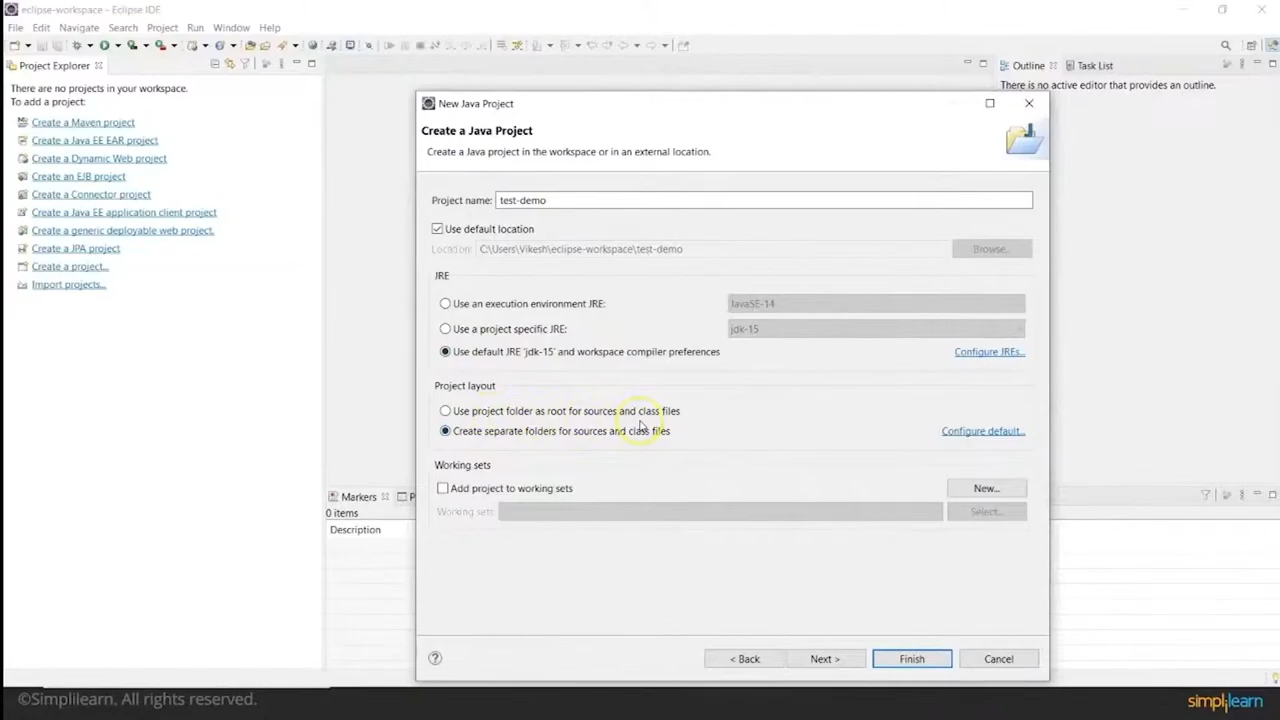 eclipse-workspace - Eclipse IDE
File Edit Navigate Search Project Run Window Help
Project Explorer
There are no projects in your workspace.
To add a project:
Create a Maven project
Create a Java EE EAR project
Create a Dynamic Web project
Create an EJB project
Create a Connector project
Create a Java EE application client project
Create a generic deployable web project.
Create a JPA project
Create a project...
Import projects...
New Java Project
Create a Java Project
Create a Java project in the workspace or in an external location.
Project name: test-demo
Use default location
Location: C:\Users\Vikesh\eclipse-workspace\test-demo Browse...
JRE
Use an execution environment JRE: JavaSE-14
Use a project specific JRE: jdk-15
Use default JRE 'jdk-15' and workspace compiler preferences Configure JREs...
Project layout
Use project folder as root for sources and class files
Create separate folders for sources and class files Configure default...
Working sets
Add project to working sets New...
Working sets: Select...
? < Back Next > Finish Cancel
Outline Task List
There is no active editor that provides an outline.
Markers P
0 items
Description
©Simplilearn. All rights reserved.
simplilearn